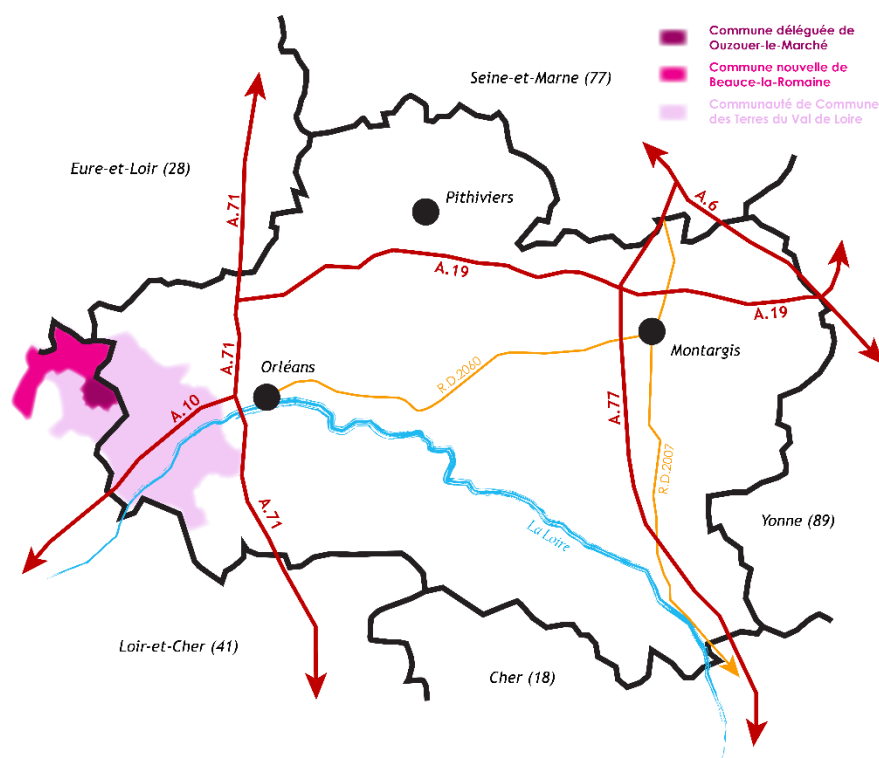 Commune déléguée de
Ouzouer-le-Marché
Commune nouvelle de
Beauce-la-Romaine
Communauté de Commune
des Terres du Val de Loire
Seine-et-Marne (77)
Eure-et-Loir (28)
Pithiviers
A.71
A.6
A.19
A.19
A.71
Orléans
Montargis
R.D.2060
A.10
A.77
R.D.2007
A.71
La Loire
Yonne (89)
Loir-et-Cher (41)
Cher (18)